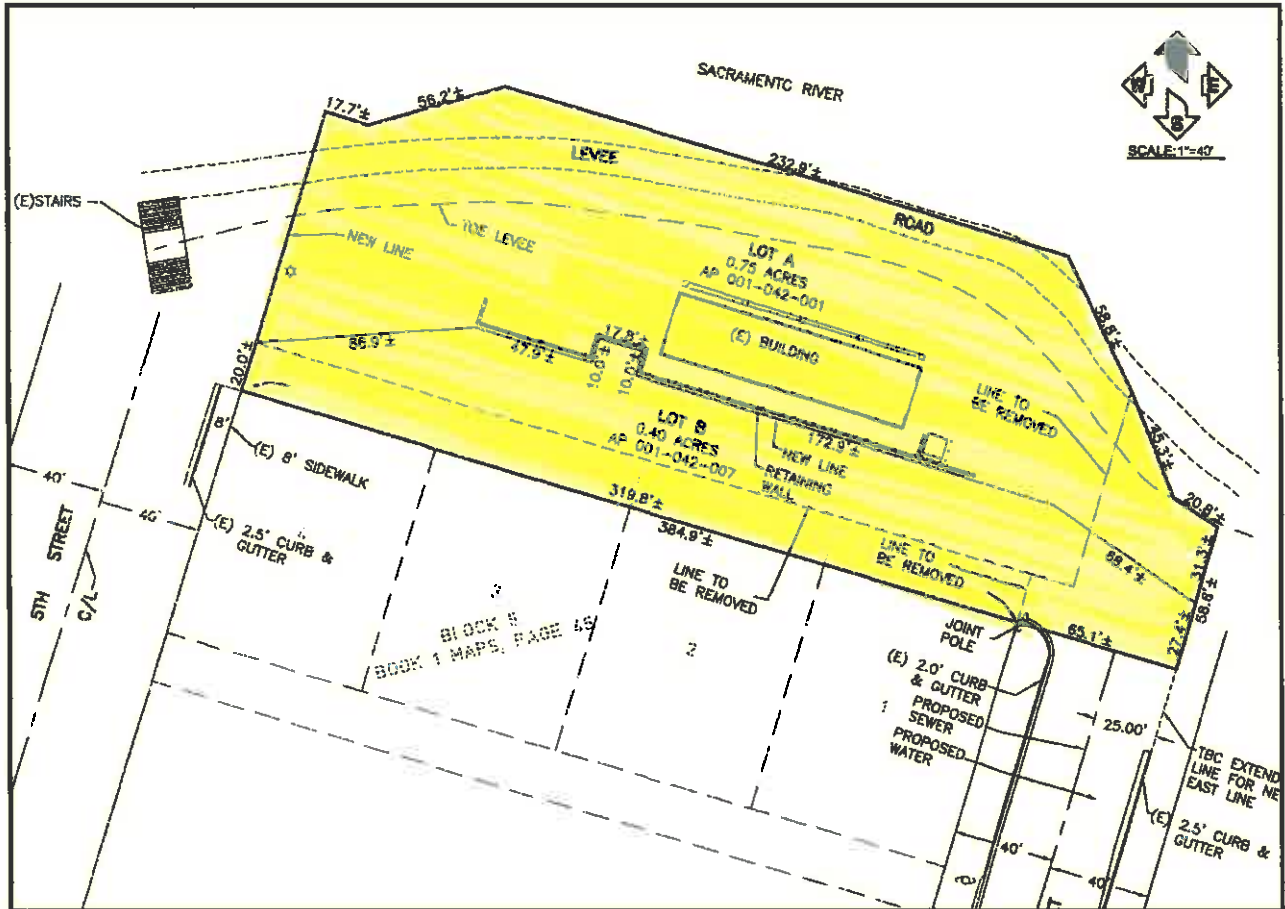 SACRAMENTO RIVER
W
E
S
SCALE:1"=40'
17.7'±
56.2'±
LEVEE
232.9'±
ROAD
(E)STAIRS
NEW LINE
TOE LEVEE
LOT A
0.75 ACRES
AP 001-042-001
(E) BUILDING
58.8'±
86.9'±
47.9'±
17.8'±
10.0'±
10.0'±
LINE TO
BE REMOVED
20.0'±
LOT B
0.40 ACRES
AP 001-042-007
172.9'±
NEW LINE
RETAINING
WALL
20.8'±
31.3'±
58.8'±
27.4'±
8'
(E) 8' SIDEWALK
319.8'±
384.9'±
LINE TO
BE REMOVED
LINE TO
BE REMOVED
69.4'±
40'
40'
(E) 2.5' CURB &
GUTTER
5TH STREET
C/L
JOINT
POLE
65.1'±
BLOCK 5
BOOK 1 MAPS, PAGE 45
2
(E) 2.0' CURB
& GUTTER
1
PROPOSED
SEWER
PROPOSED
WATER
25.00'
TBC EXTEND
LINE FOR NE
EAST LINE
(E) 2.5' CURB &
GUTTER
40'
40'